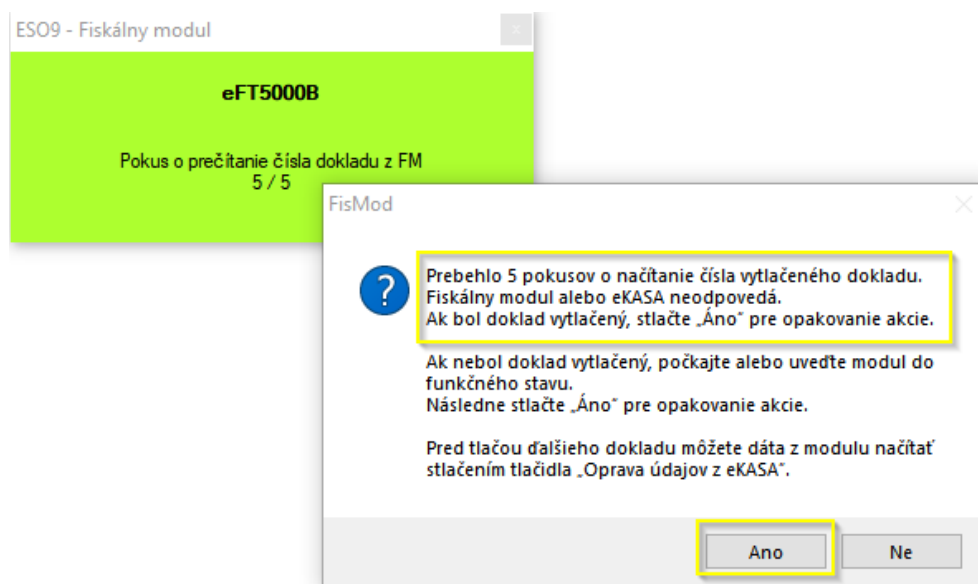 ESO9 - Fiskálny modul
x
eFT5000B
Pokus o prečítanie čísla dokladu z FM
5 / 5
FisMod
Prebehlo 5 pokusov o načítanie čísla vytlačeného dokladu.
Fiskálny modul alebo eKASA neodpovedá.
Ak bol doklad vytlačený, stlačte „Áno“ pre opakovanie akcie.
Ak nebol doklad vytlačený, počkajte alebo uveďte modul do
funkčného stavu.
Následne stlačte „Áno“ pre opakovanie akcie.
Pred tlačou ďalšieho dokladu môžete dáta z modulu načítať
stlačením tlačidla „Oprava údajov z eKASA“.
Ano
Ne